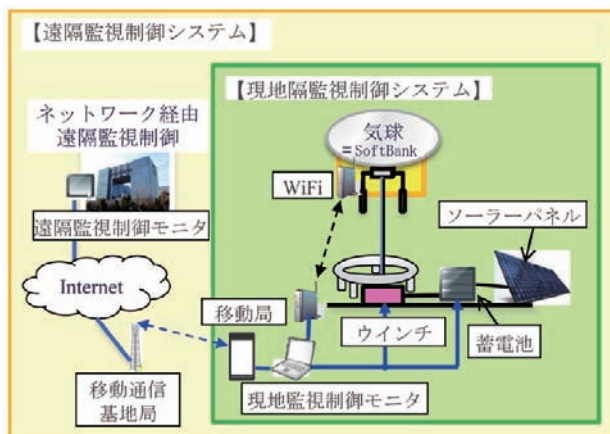 【遠隔監視制御システム】
【現地隔監視制御システム】
ネットワーク経由
遠隔監視制御
気球
=SoftBank
WiFi
遠隔監視制御モニタ
ソーラーパネル
Internet
移動局
ウインチ
蓄電池
移動通信
基地局
現地監視制御モニタ